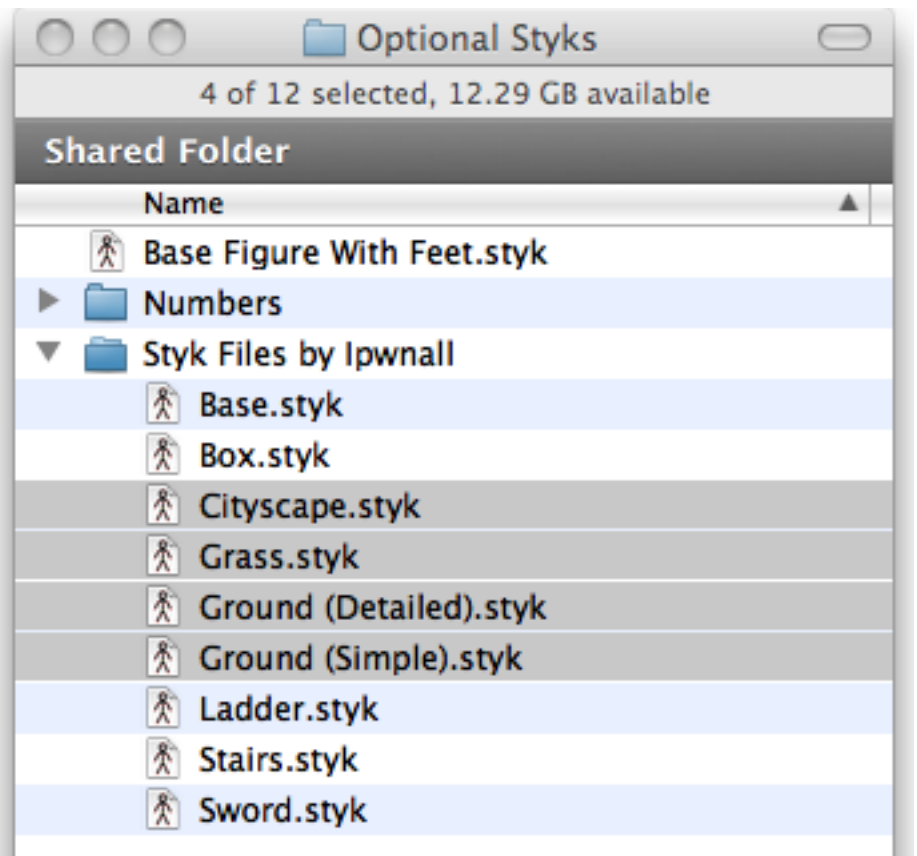 Optional Styks
4 of 12 selected, 12.29 GB available
Shared Folder
Name
Base Figure With Feet.styk
Numbers
Styk Files by Ipwnall
Base.styk
Box.styk
Cityscape.styk
Grass.styk
Ground (Detailed).styk
Ground (Simple).styk
Ladder.styk
Stairs.styk
Sword.styk